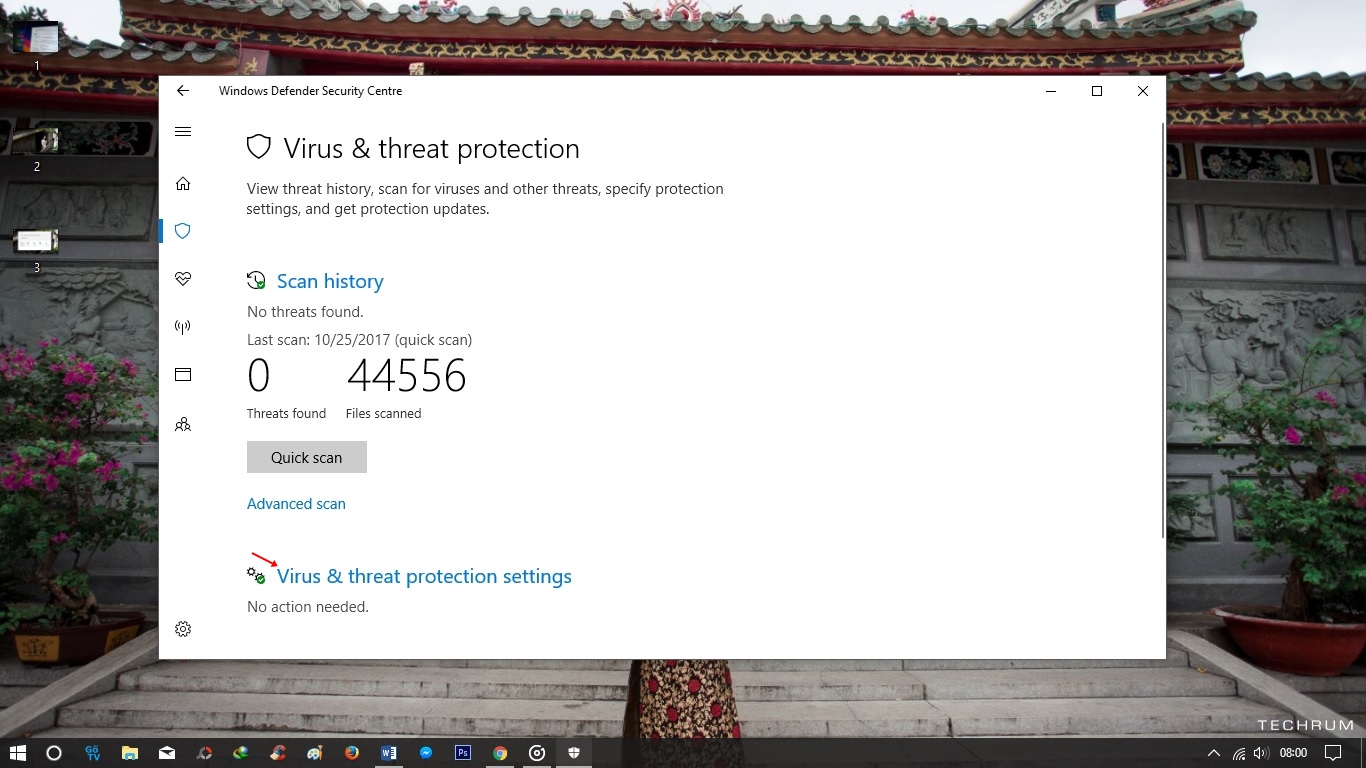 1
2
3
Windows Defender Security Centre
Virus & threat protection
View threat history, scan for viruses and other threats, specify protection
settings, and get protection updates.
Scan history
No threats found.
Last scan: 10/25/2017 (quick scan)
0 44556
Threats found Files scanned
Quick scan
Advanced scan
Virus & threat protection settings
No action needed.
TECHRUM
Gõ
TV
W
Ps
08:00